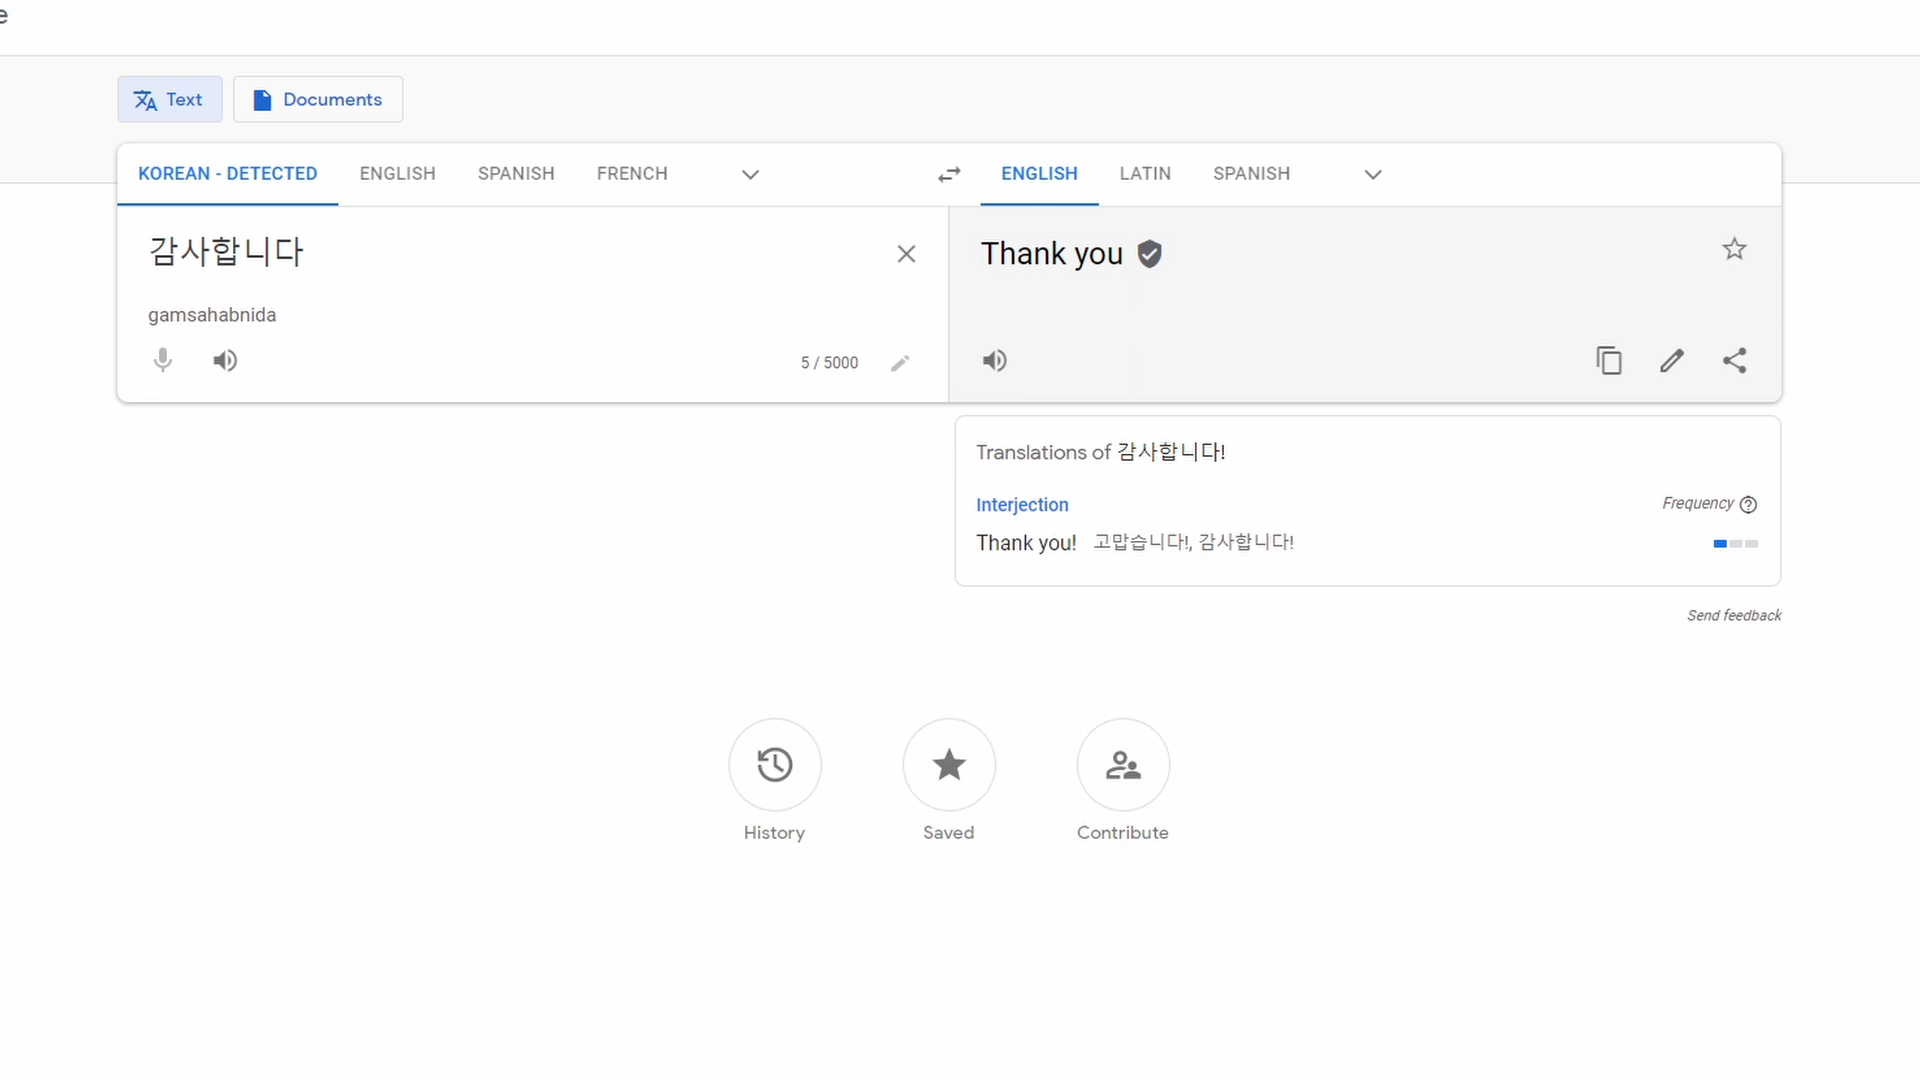 e
Text
Documents
KOREAN - DETECTED ENGLISH SPANISH FRENCH
ENGLISH LATIN SPANISH
감사합니다
gamsahabnida
5 / 5000
Thank you
Translations of 감사합니다!
Interjection
Frequency
Thank you! 고맙습니다!, 감사합니다!
Send feedback
History
Saved
Contribute